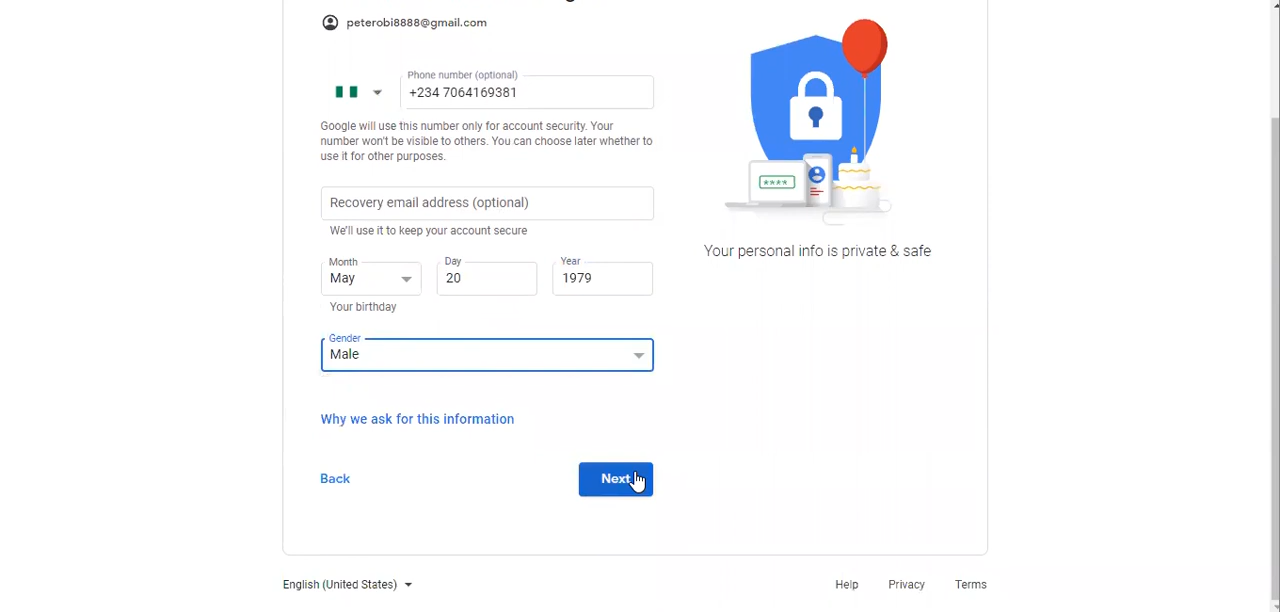 peterobi8888@gmail.com
Phone number (optional)
+234 7064169381
Google will use this number only for account security. Your
number won't be visible to others. You can choose later whether to
use it for other purposes.
Recovery email address (optional)
We'll use it to keep your account secure
Month
May
Day
20
Year
1979
Your birthday
Gender
Male
Why we ask for this information
Back
Next
****
Your personal info is private & safe
English (United States)
Help
Privacy
Terms